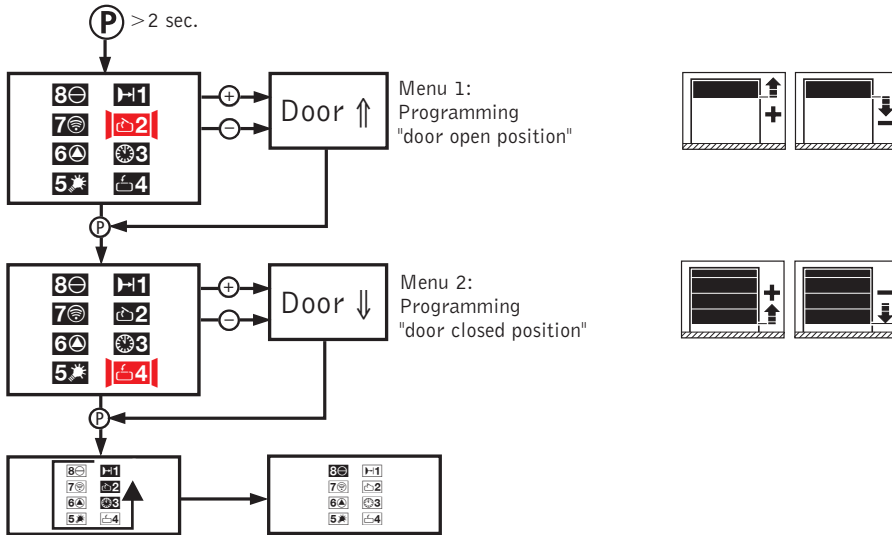 P >2 sec.
8 1
7 2
6 3
5 4
+
−
Door ⇑
Menu 1:
Programming
"door open position"
+
−
P
8 1
7 2
6 3
5 4
+
−
Door ⇓
Menu 2:
Programming
"door closed position"
+
−
P
8 1
7 2
6 3
5 4
8 1
7 2
6 3
5 4